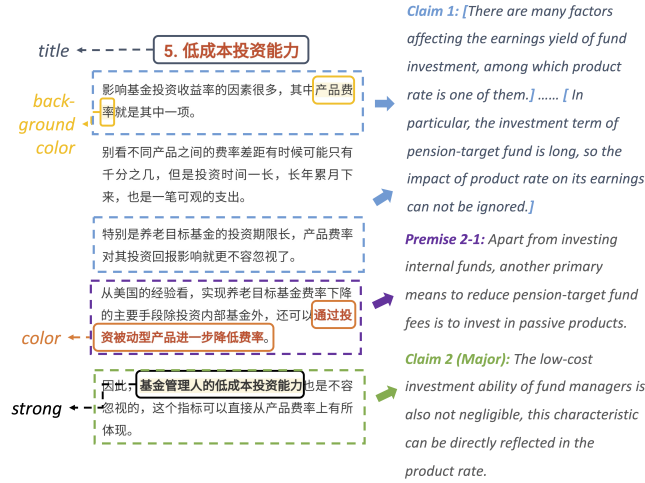 title
5. 低成本投资能力
back-
ground
color
影响基金投资收益率的因素很多，其中产品费
率就是其中一项。
别看不同产品之间的费率差距有时候可能只有
千分之几，但是投资时间一长，长年累月下
来，也是一笔可观的支出。
特别是养老目标基金的投资期限长，产品费率
对其投资回报影响就更不容忽视了。
从美国的经验看，实现养老目标基金费率下降
的主要手段除投资内部基金外，还可以通过投
资被动型产品进一步降低费率。
color
因此，基金管理人的低成本投资能力也是不容
忽视的，这个指标可以直接从产品费率上有所
体现。
strong
Claim 1: [There are many factors
affecting the earnings yield of fund
investment, among which product
rate is one of them.] ...... [ In
particular, the investment term of
pension-target fund is long, so the
impact of product rate on its earnings
can not be ignored.]
Premise 2-1: Apart from investing
internal funds, another primary
means to reduce pension-target fund
fees is to invest in passive products.
Claim 2 (Major): The low-cost
investment ability of fund managers is
also not negligible, this characteristic
can be directly reflected in the
product rate.